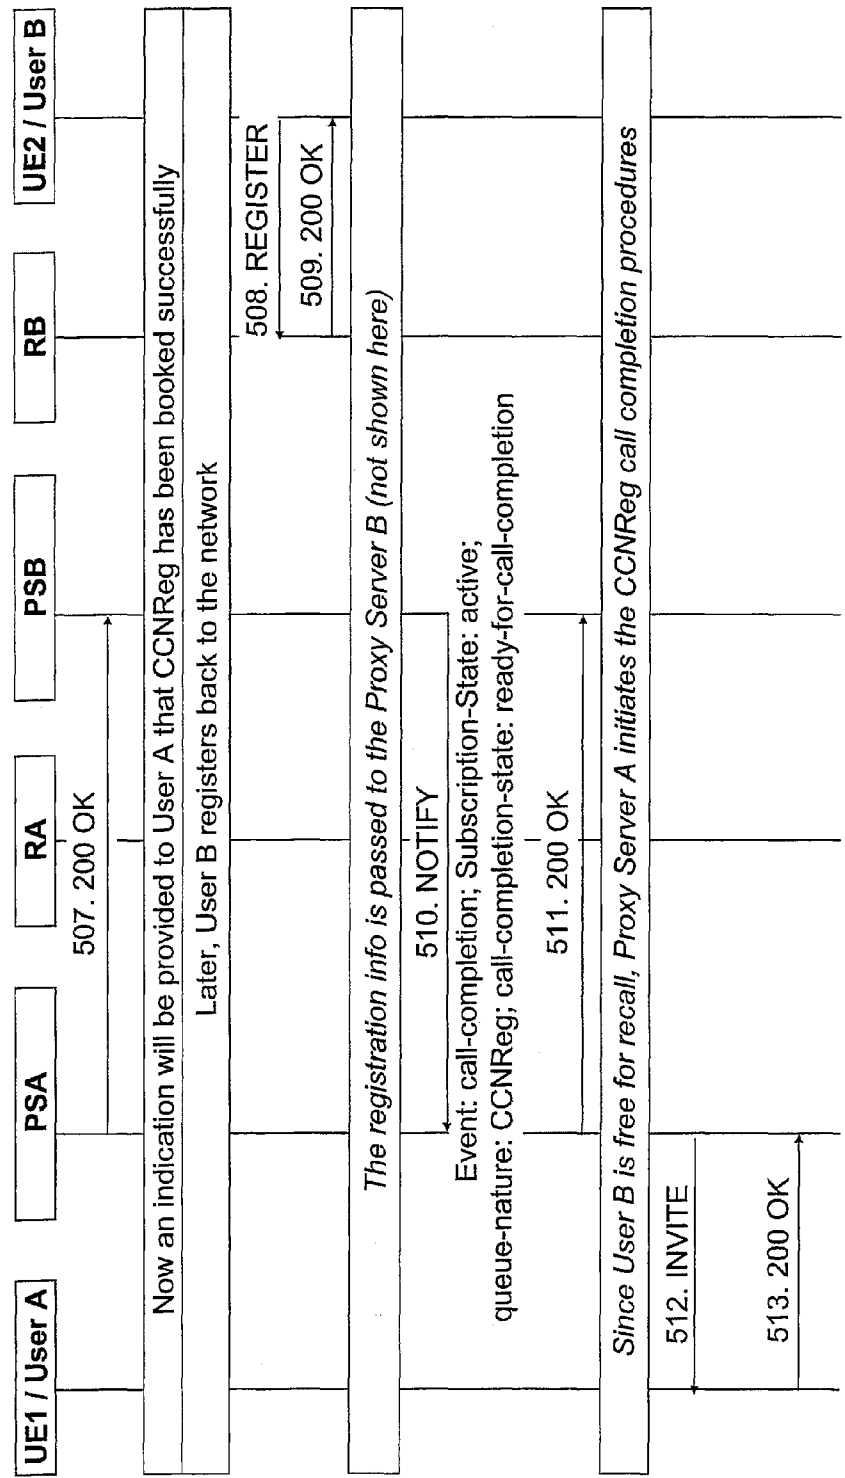 UE1 / User A
PSA
RA
PSB
RB
UE2 / User B
507. 200 OK
Now an indication will be provided to User A that CCNReg has been booked successfully
Later, User B registers back to the network
508. REGISTER
509. 200 OK
The registration info is passed to the Proxy Server B (not shown here)
510. NOTIFY
Event: call-completion; Subscription-State: active;
queue-nature: CCNReg; call-completion-state: ready-for-call-completion
511. 200 OK
Since User B is free for recall, Proxy Server A initiates the CCNReg call completion procedures
512. INVITE
513. 200 OK